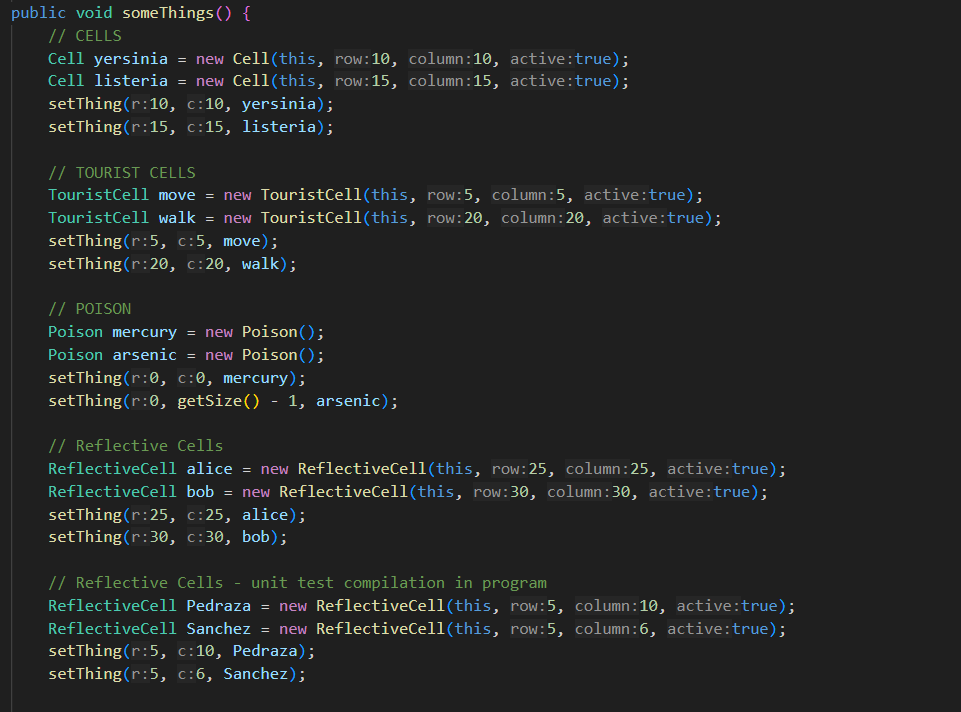 public void someThings() {
    // CELLS
    Cell yersinia = new Cell(this, row:10, column:10, active:true);
    Cell listeria = new Cell(this, row:15, column:15, active:true);
    setThing(r:10, c:10, yersinia);
    setThing(r:15, c:15, listeria);

    // TOURIST CELLS
    TouristCell move = new TouristCell(this, row:5, column:5, active:true);
    TouristCell walk = new TouristCell(this, row:20, column:20, active:true);
    setThing(r:5, c:5, move);
    setThing(r:20, c:20, walk);

    // POISON
    Poison mercury = new Poison();
    Poison arsenic = new Poison();
    setThing(r:0, c:0, mercury);
    setThing(r:0, getSize() - 1, arsenic);

    // Reflective Cells
    ReflectiveCell alice = new ReflectiveCell(this, row:25, column:25, active:true);
    ReflectiveCell bob = new ReflectiveCell(this, row:30, column:30, active:true);
    setThing(r:25, c:25, alice);
    setThing(r:30, c:30, bob);

    // Reflective Cells - unit test compilation in program
    ReflectiveCell Pedraza = new ReflectiveCell(this, row:5, column:10, active:true);
    ReflectiveCell Sanchez = new ReflectiveCell(this, row:5, column:6, active:true);
    setThing(r:5, c:10, Pedraza);
    setThing(r:5, c:6, Sanchez);